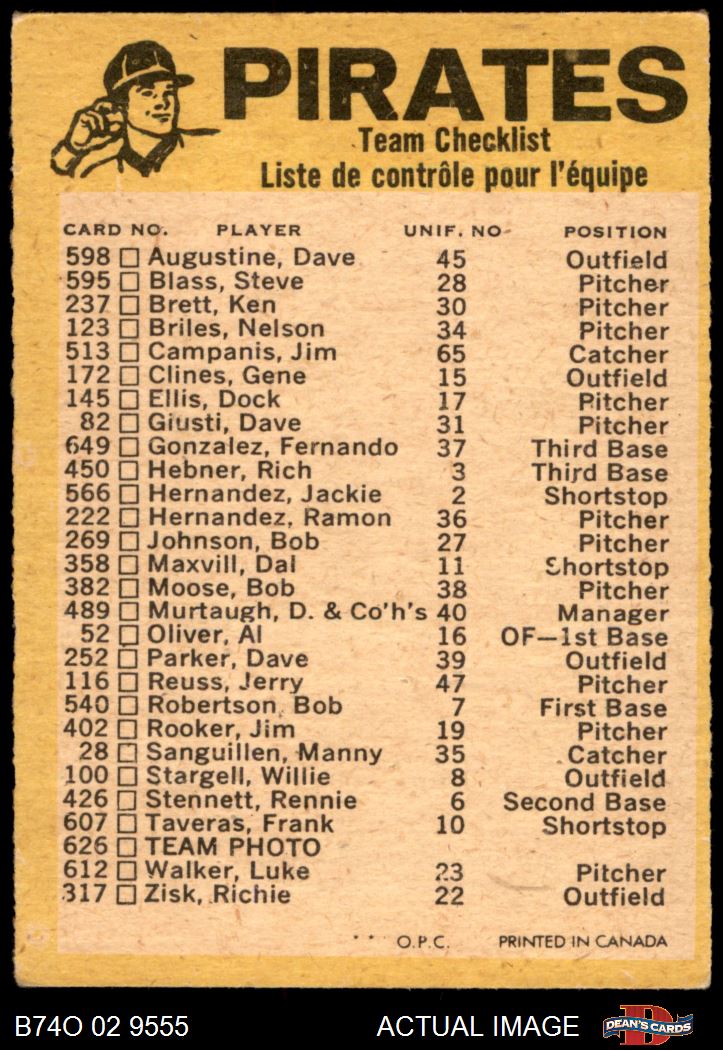 PIRATES
Team Checklist
Liste de contrôle pour l'équipe
CARD NO. PLAYER UNIF. NO POSITION
598 Augustine, Dave 45 Outfield
595 Blass, Steve 28 Pitcher
237 Brett, Ken 30 Pitcher
123 Briles, Nelson 34 Pitcher
513 Campanis, Jim 65 Catcher
172 Clines, Gene 15 Outfield
145 Ellis, Dock 17 Pitcher
82 Giusti, Dave 31 Pitcher
649 Gonzalez, Fernando 37 Third Base
450 Hebner, Rich 3 Third Base
566 Hernandez, Jackie 2 Shortstop
222 Hernandez, Ramon 36 Pitcher
269 Johnson, Bob 27 Pitcher
358 Maxvill, Dal 11 Shortstop
382 Moose, Bob 38 Pitcher
489 Murtaugh, D. & Co'h's 40 Manager
52 Oliver, Al 16 OF—1st Base
252 Parker, Dave 39 Outfield
116 Reuss, Jerry 47 Pitcher
540 Robertson, Bob 7 First Base
402 Rooker, Jim 19 Pitcher
28 Sanguillen, Manny 35 Catcher
100 Stargell, Willie 8 Outfield
426 Stennett, Rennie 6 Second Base
607 Taveras, Frank 10 Shortstop
626 TEAM PHOTO
612 Walker, Luke 23 Pitcher
317 Zisk, Richie 22 Outfield
* * O.P.C. PRINTED IN CANADA
B74O 02 9555 ACTUAL IMAGE DEAN'S CARDS